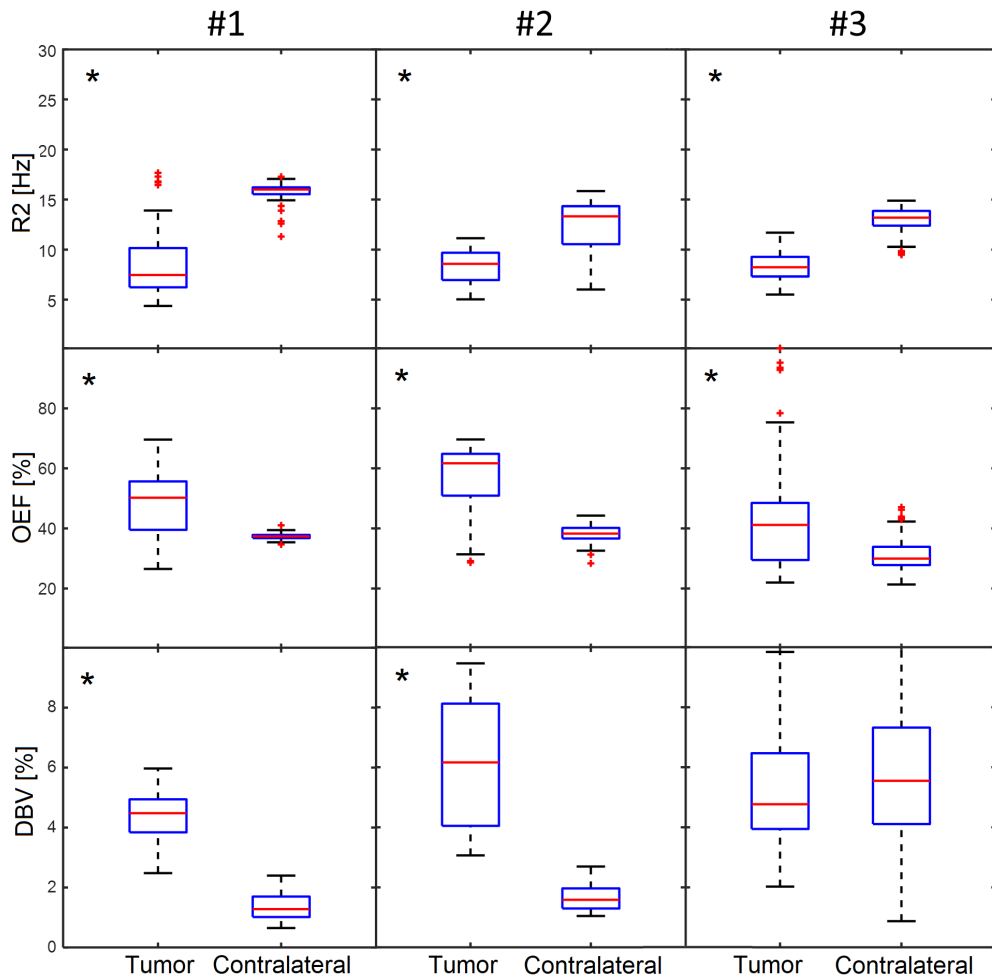 #1 #2 #3
30
* * *
25
20
R2 [Hz]
15
10
5
* * *
80
60
OEF [%]
40
20
* *
8
6
DBV [%]
4
2
0
Tumor Contralateral Tumor Contralateral Tumor Contralateral